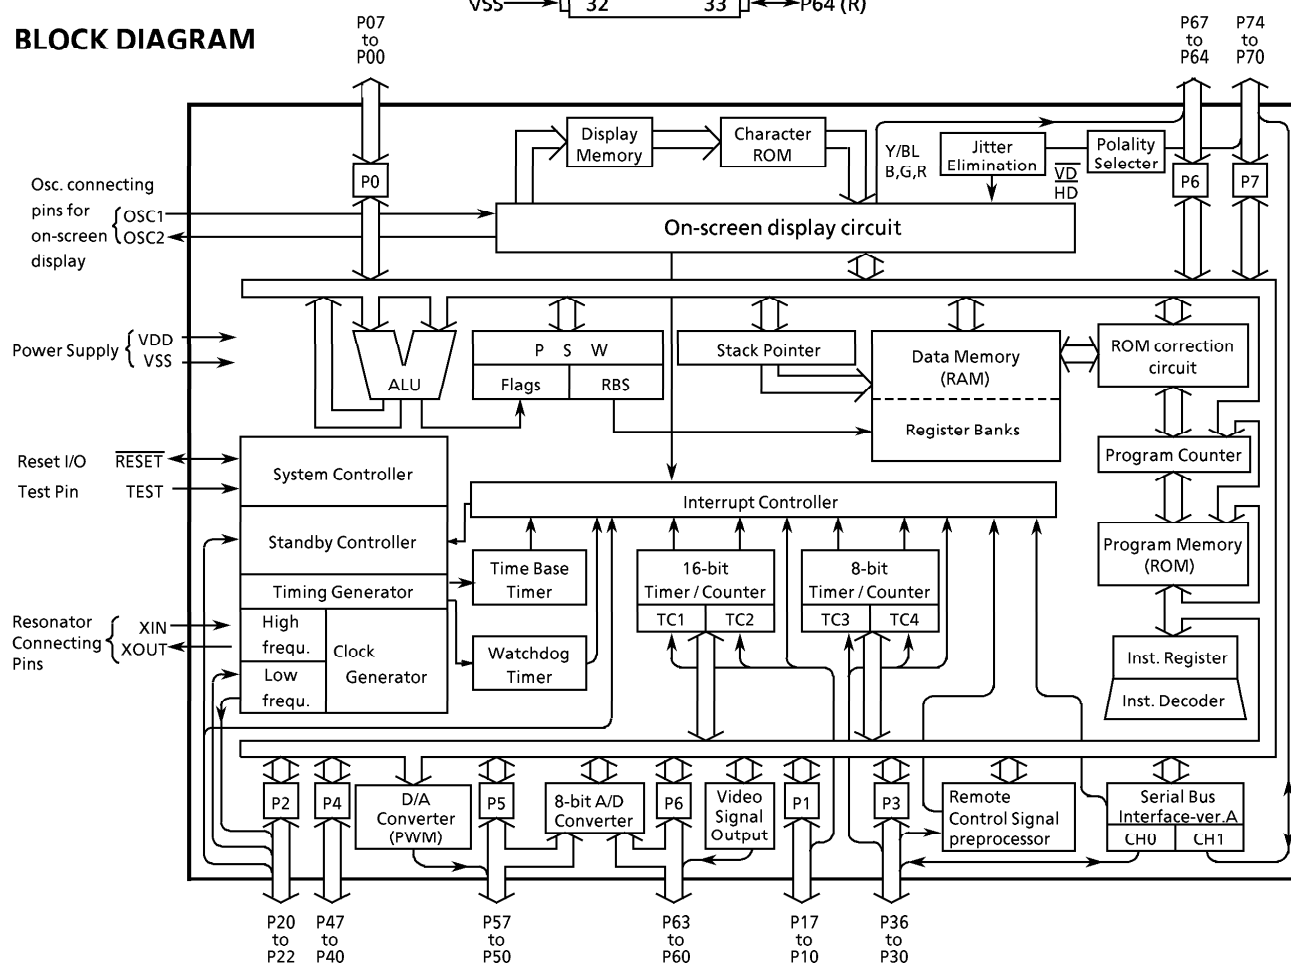 VSS 32 33 P64 (R)
BLOCK DIAGRAM
P07
to
P00
P67
to
P64
P74
to
P70
Display
Memory
Character
ROM
Y/BL
B,G,R
Jitter
Elimination
VD
HD
Polality
Selecter
P0
P6
P7
Osc. connecting
pins for
on-screen
display
OSC1
OSC2
On-screen display circuit
Power Supply
VDD
VSS
ALU
P S W
Flags
RBS
Stack Pointer
Data Memory
(RAM)
Register Banks
ROM correction
circuit
Program Counter
Program Memory
(ROM)
Inst. Register
Inst. Decoder
Reset I/O RESET
Test Pin TEST
System Controller
Standby Controller
Timing Generator
High
frequ.
Low
frequ.
Clock
Generator
Resonator
Connecting
Pins
XIN
XOUT
Interrupt Controller
Time Base
Timer
Watchdog
Timer
16-bit
Timer / Counter
TC1 TC2
8-bit
Timer / Counter
TC3 TC4
P2
P4
D/A
Converter
(PWM)
P5
8-bit A/D
Converter
P6
Video
Signal
Output
P1
P3
Remote
Control Signal
preprocessor
Serial Bus
Interface-ver.A
CH0 CH1
P20
to
P22
P47
to
P40
P57
to
P50
P63
to
P60
P17
to
P10
P36
to
P30